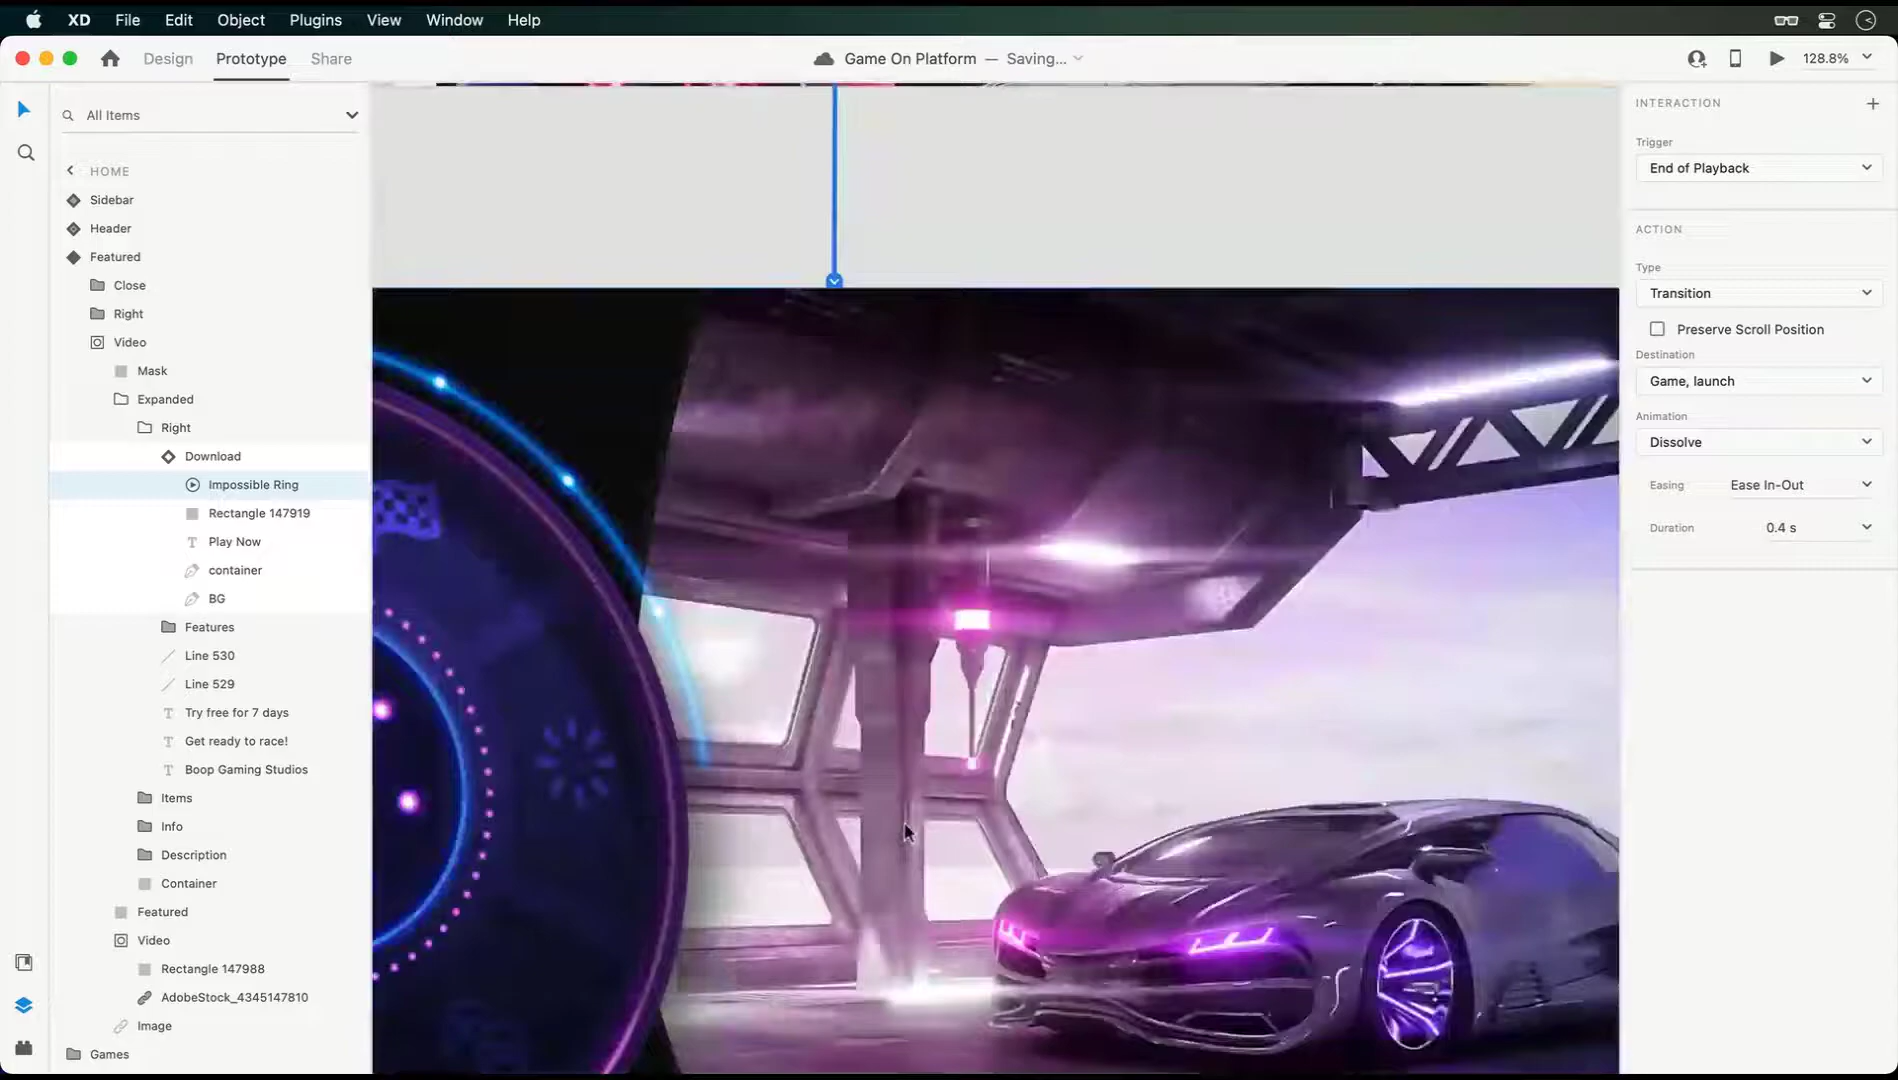 XD File Edit Object Plugins View Window Help
Design Prototype Share
Game On Platform — Saving...
128.8%
All Items
HOME
Sidebar
Header
Featured
Close
Right
Video
Mask
Expanded
Right
Download
Impossible Ring
Rectangle 147919
Play Now
container
BG
Features
Line 530
Line 529
Try free for 7 days
Get ready to race!
Boop Gaming Studios
Items
Info
Description
Container
Featured
Video
Rectangle 147988
AdobeStock_4345147810
Image
Games
INTERACTION
Trigger
End of Playback
ACTION
Type
Transition
Preserve Scroll Position
Destination
Game, launch
Animation
Dissolve
Easing Ease In-Out
Duration 0.4 s